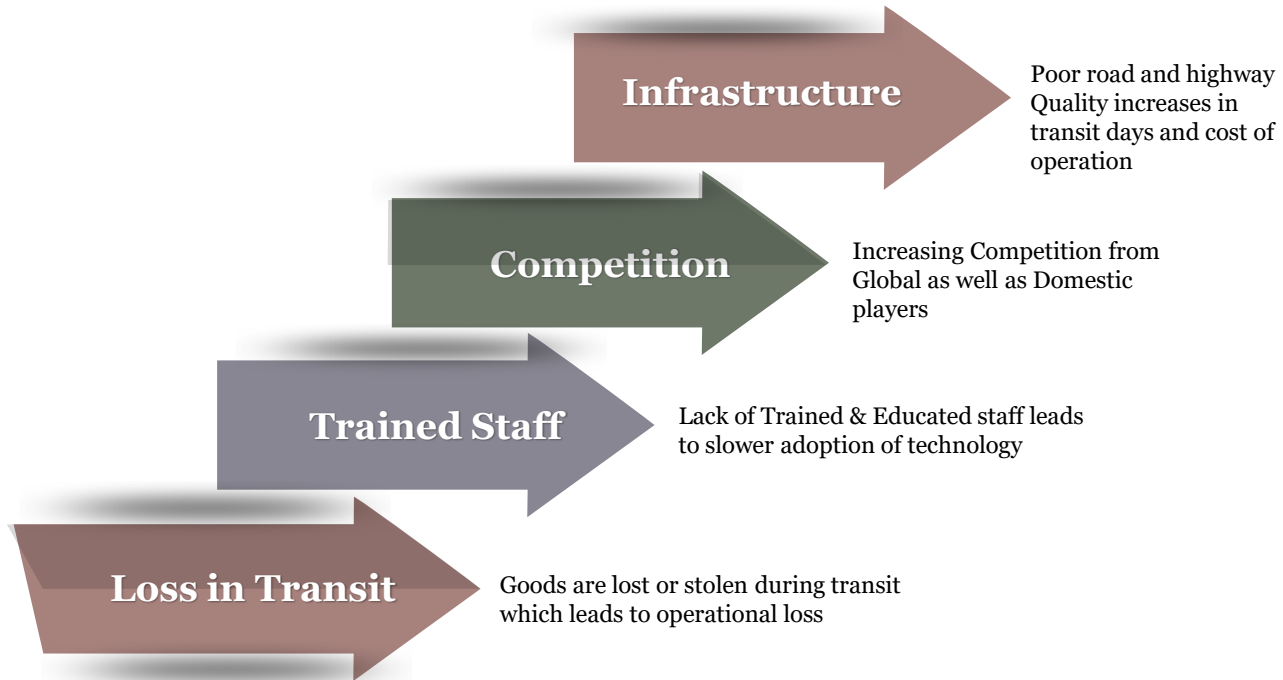 Infrastructure
Poor road and highway
Quality increases in
transit days and cost of
operation
Competition
Increasing Competition from
Global as well as Domestic
players
Trained Staff
Lack of Trained & Educated staff leads
to slower adoption of technology
Loss in Transit
Goods are lost or stolen during transit
which leads to operational loss